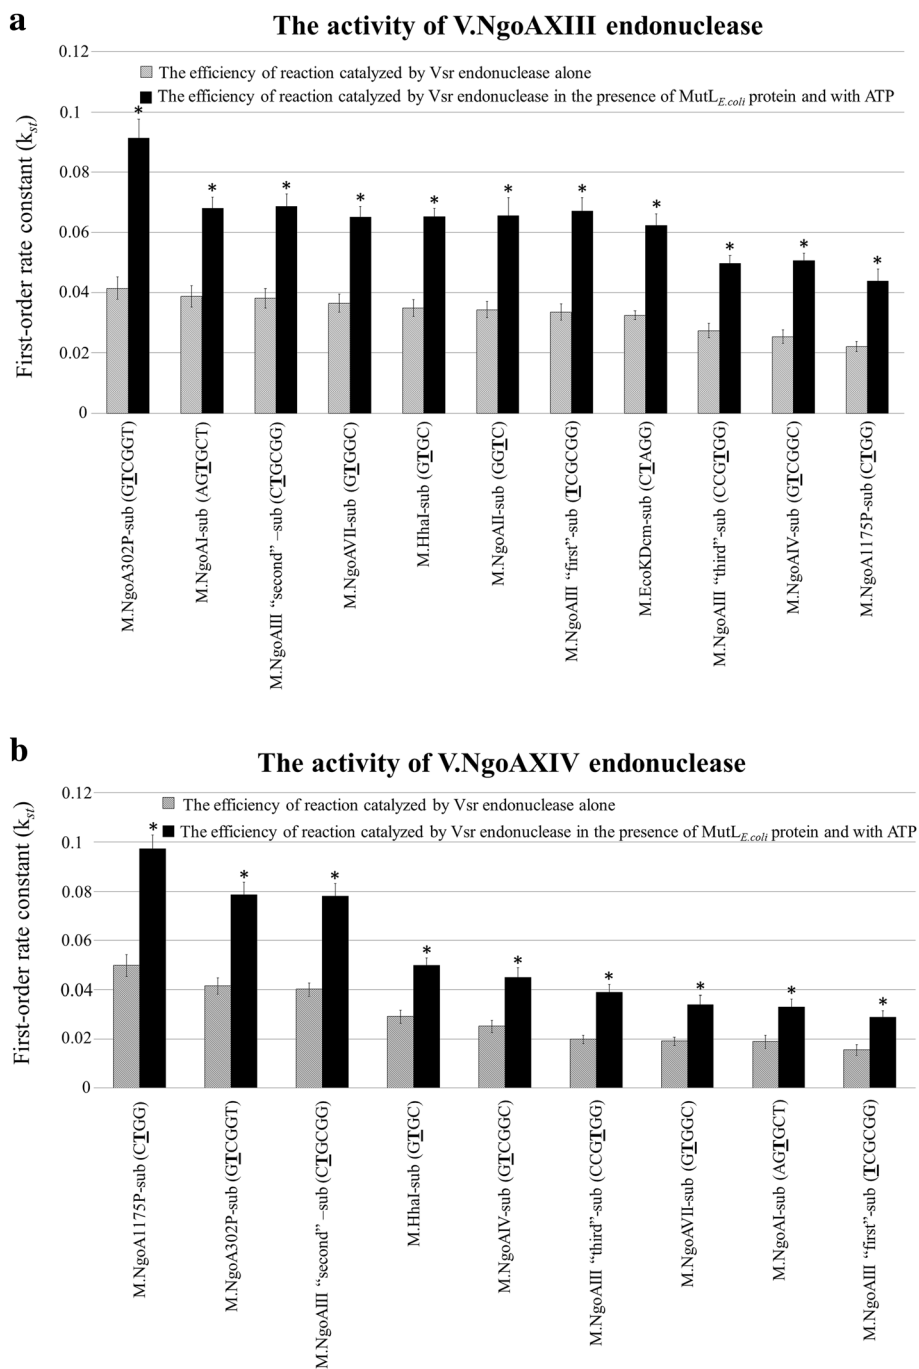 a
The activity of V.NgoAXIII endonuclease
First-order rate constant (kst)
0.12
0.1
0.08
0.06
0.04
0.02
0
The efficiency of reaction catalyzed by Vsr endonuclease alone
The efficiency of reaction catalyzed by Vsr endonuclease in the presence of MutLE.coli protein and with ATP
*
*
*
*
*
*
*
*
*
*
*
M.NgoA302P-sub (GTCGGT)
M.NgoAI-sub (AGTGCT)
M.NgoAIII “second” –sub (CTGCGG)
M.NgoAVII-sub (GTGGC)
M.HhaI-sub (GTGC)
M.NgoAII-sub (GGTC)
M.NgoAIII “first”-sub (TCGCGG)
M.EcoKDcm-sub (CTAGG)
M.NgoAIII “third”-sub (CCGTGG)
M.NgoAIV-sub (GTCGGC)
M.NgoA1175P-sub (CTGG)
b
The activity of V.NgoAXIV endonuclease
First-order rate constant (kst)
0.12
0.1
0.08
0.06
0.04
0.02
0
The efficiency of reaction catalyzed by Vsr endonuclease alone
The efficiency of reaction catalyzed by Vsr endonuclease in the presence of MutLE.coli protein and with ATP
*
*
*
*
*
*
*
*
*
M.NgoA1175P-sub (CTGG)
M.NgoA302P-sub (GTCGGT)
M.NgoAIII “second” –sub (CTGCGG)
M.HhaI-sub (GTGC)
M.NgoAIV-sub (GTCGGC)
M.NgoAIII “third”-sub (CCGTGG)
M.NgoAVII-sub (GTGGC)
M.NgoAI-sub (AGTGCT)
M.NgoAIII “first”-sub (TCGCGG)